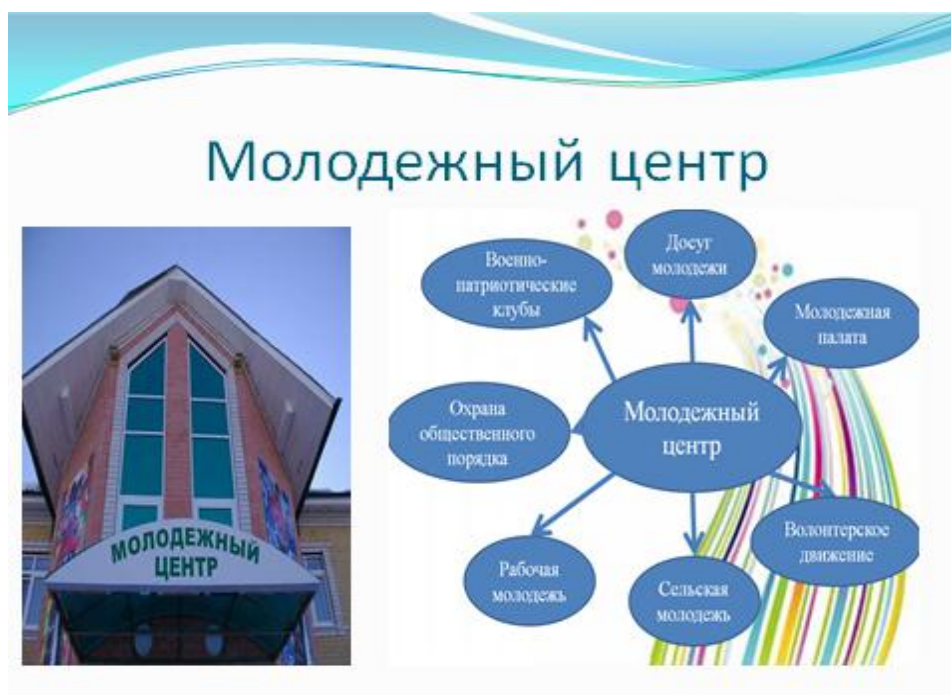 Молодежный центр
МОЛОДЕЖНЫЙ
ЦЕНТР
Военно-
патриотические
клубы
Досуг
молодежи
Молодежная
палата
Охрана
общественного
порядка
Молодежный
центр
Волонтерское
движение
Рабочая
молодежь
Сельская
молодежь